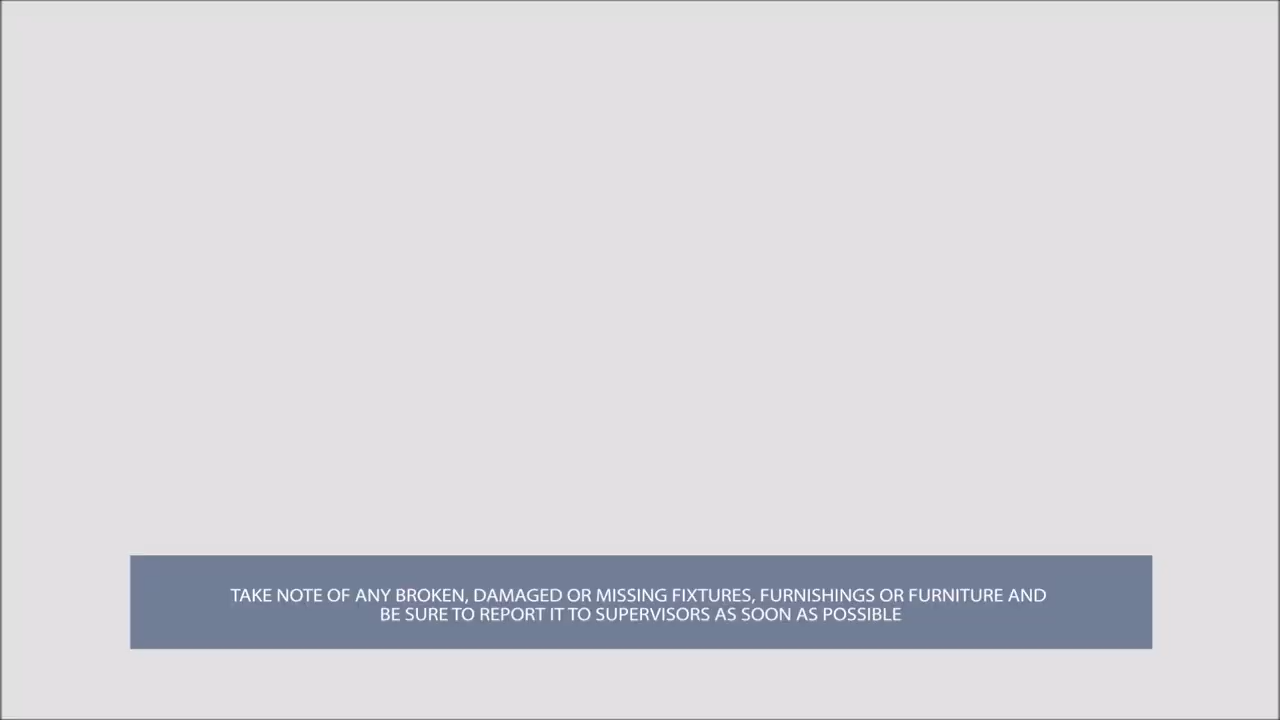 TAKE NOTE OF ANY BROKEN, DAMAGED OR MISSING FIXTURES, FURNISHINGS OR FURNITURE AND
BE SURE TO REPORT IT TO SUPERVISORS AS SOON AS POSSIBLE